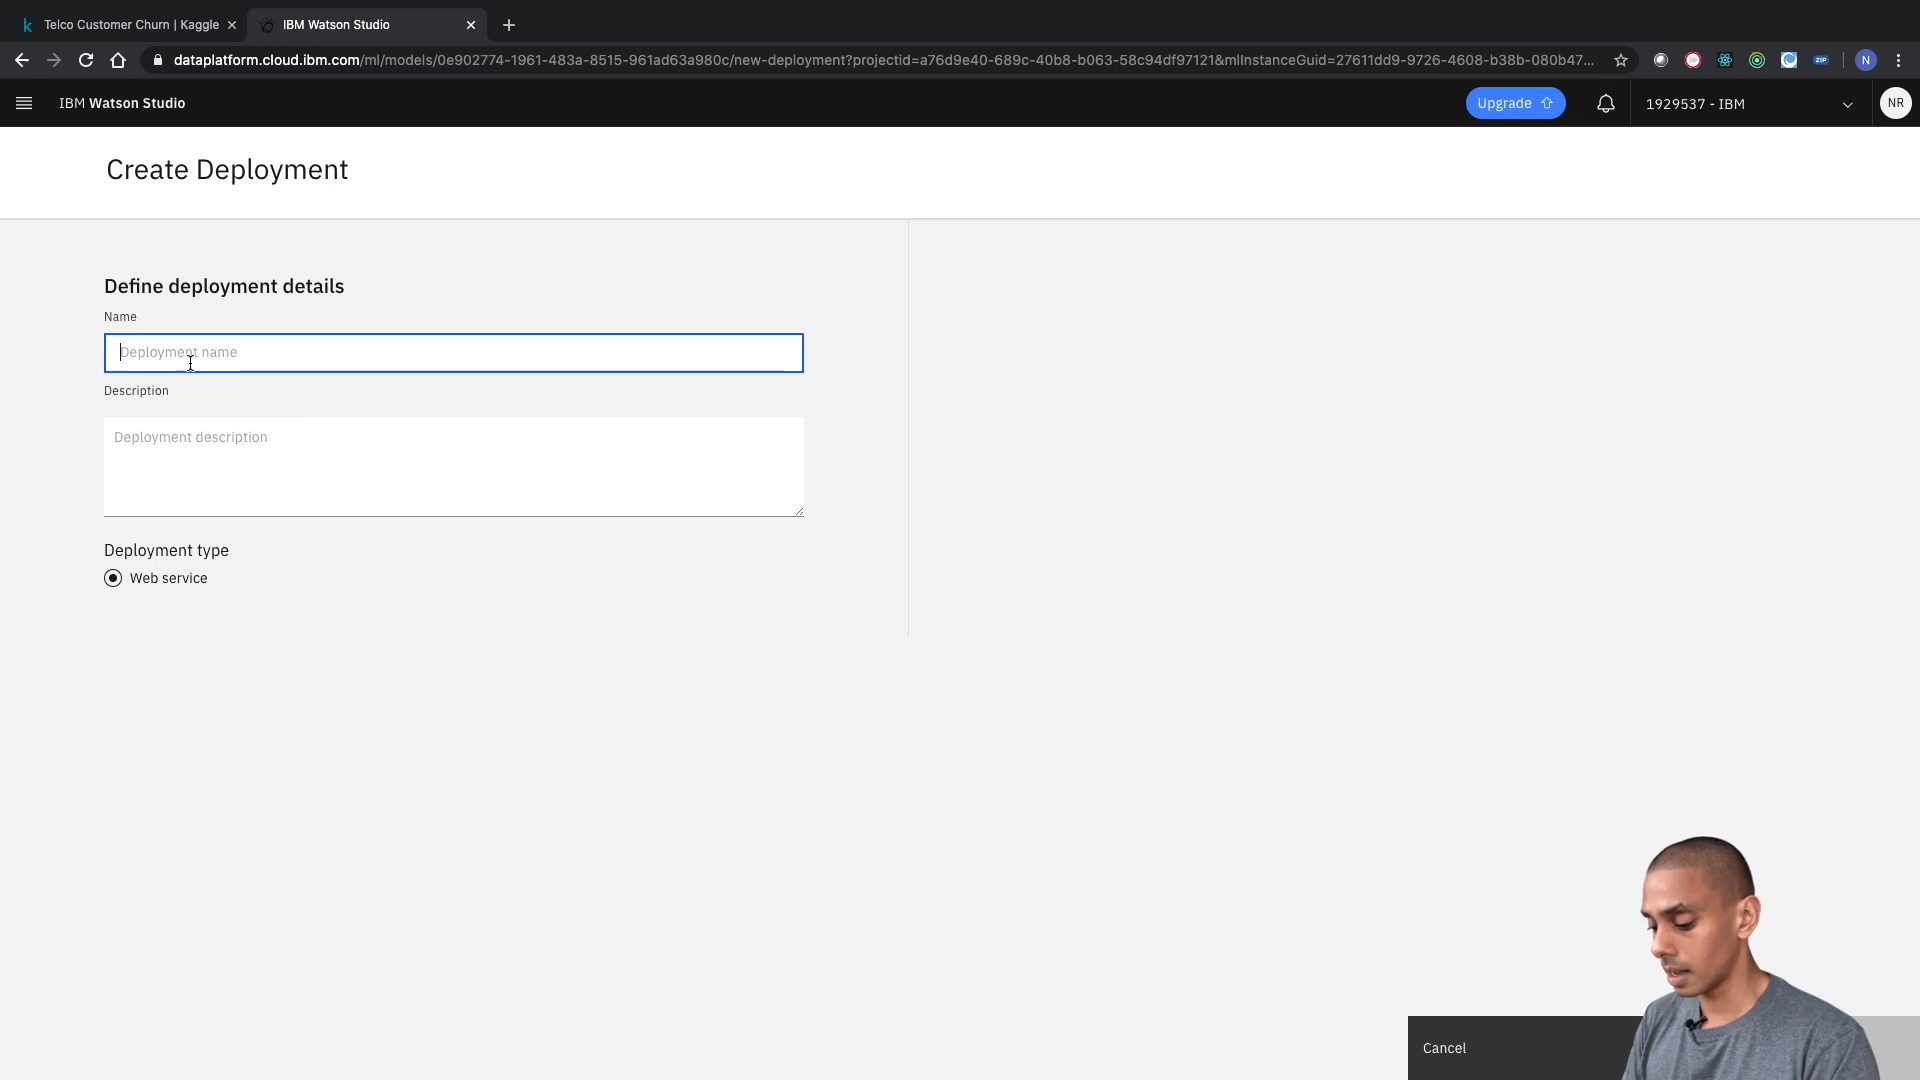 k Telco Customer Churn | Kaggle
IBM Watson Studio
dataplatform.cloud.ibm.com/ml/models/0e902774-1961-483a-8515-961ad63a980c/new-deployment?projectid=a76d9e40-689c-40b8-b063-58c94df97121&mlInstanceGuid=27611dd9-9726-4608-b38b-080b47...
ZIP
N
IBM Watson Studio
Upgrade
1929537 - IBM
NR
Create Deployment
Define deployment details
Name
Deployment name
Description
Deployment description
Deployment type
Web service
Cancel